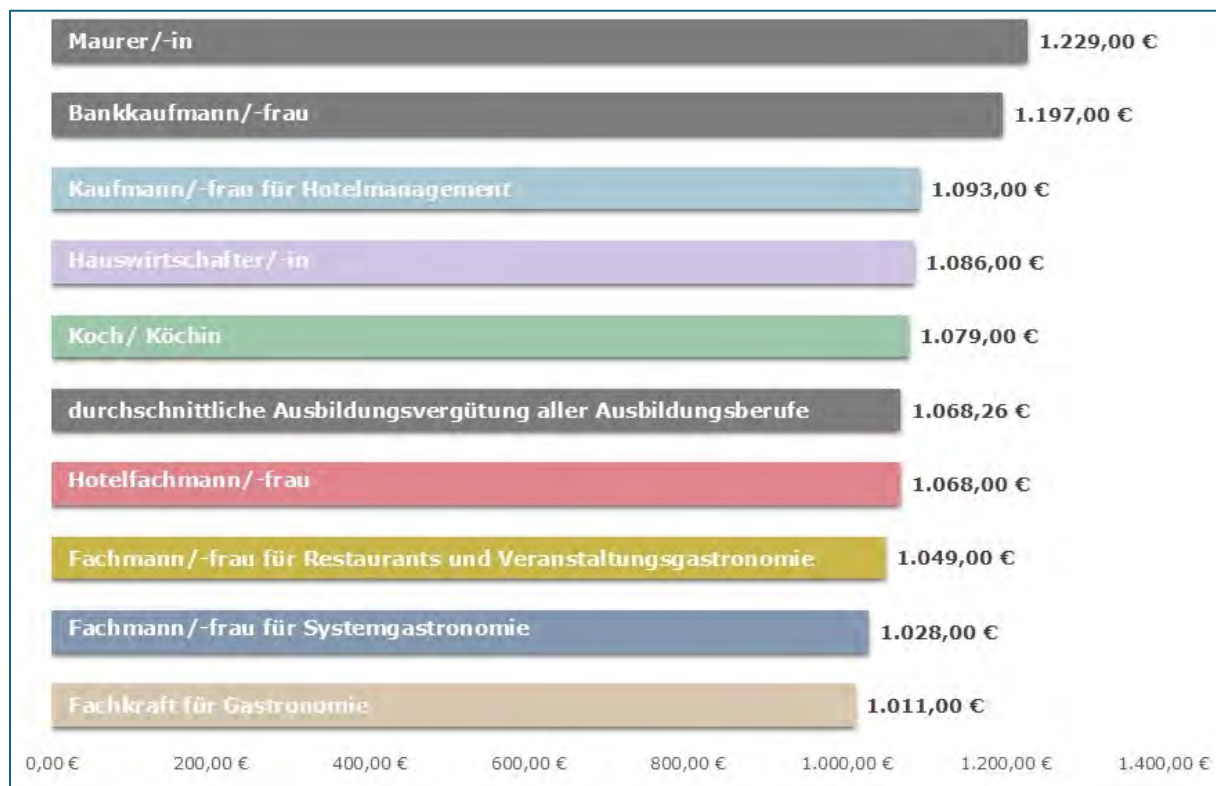 Maurer/-in 1.229,00 €
Bankkaufmann/-frau 1.197,00 €
Kaufmann/-frau für Hotelmanagement 1.093,00 €
Hauswirtschafter/-in 1.086,00 €
Koch/ Köchin 1.079,00 €
durchschnittliche Ausbildungsvergütung aller Ausbildungsberufe 1.068,26 €
Hotelfachmann/-frau 1.068,00 €
Fachmann/-frau für Restaurants und Veranstaltungsgastronomie 1.049,00 €
Fachmann/-frau für Systemgastronomie 1.028,00 €
Fachkraft für Gastronomie 1.011,00 €
0,00 € 200,00 € 400,00 € 600,00 € 800,00 € 1.000,00 € 1.200,00 € 1.400,00 €